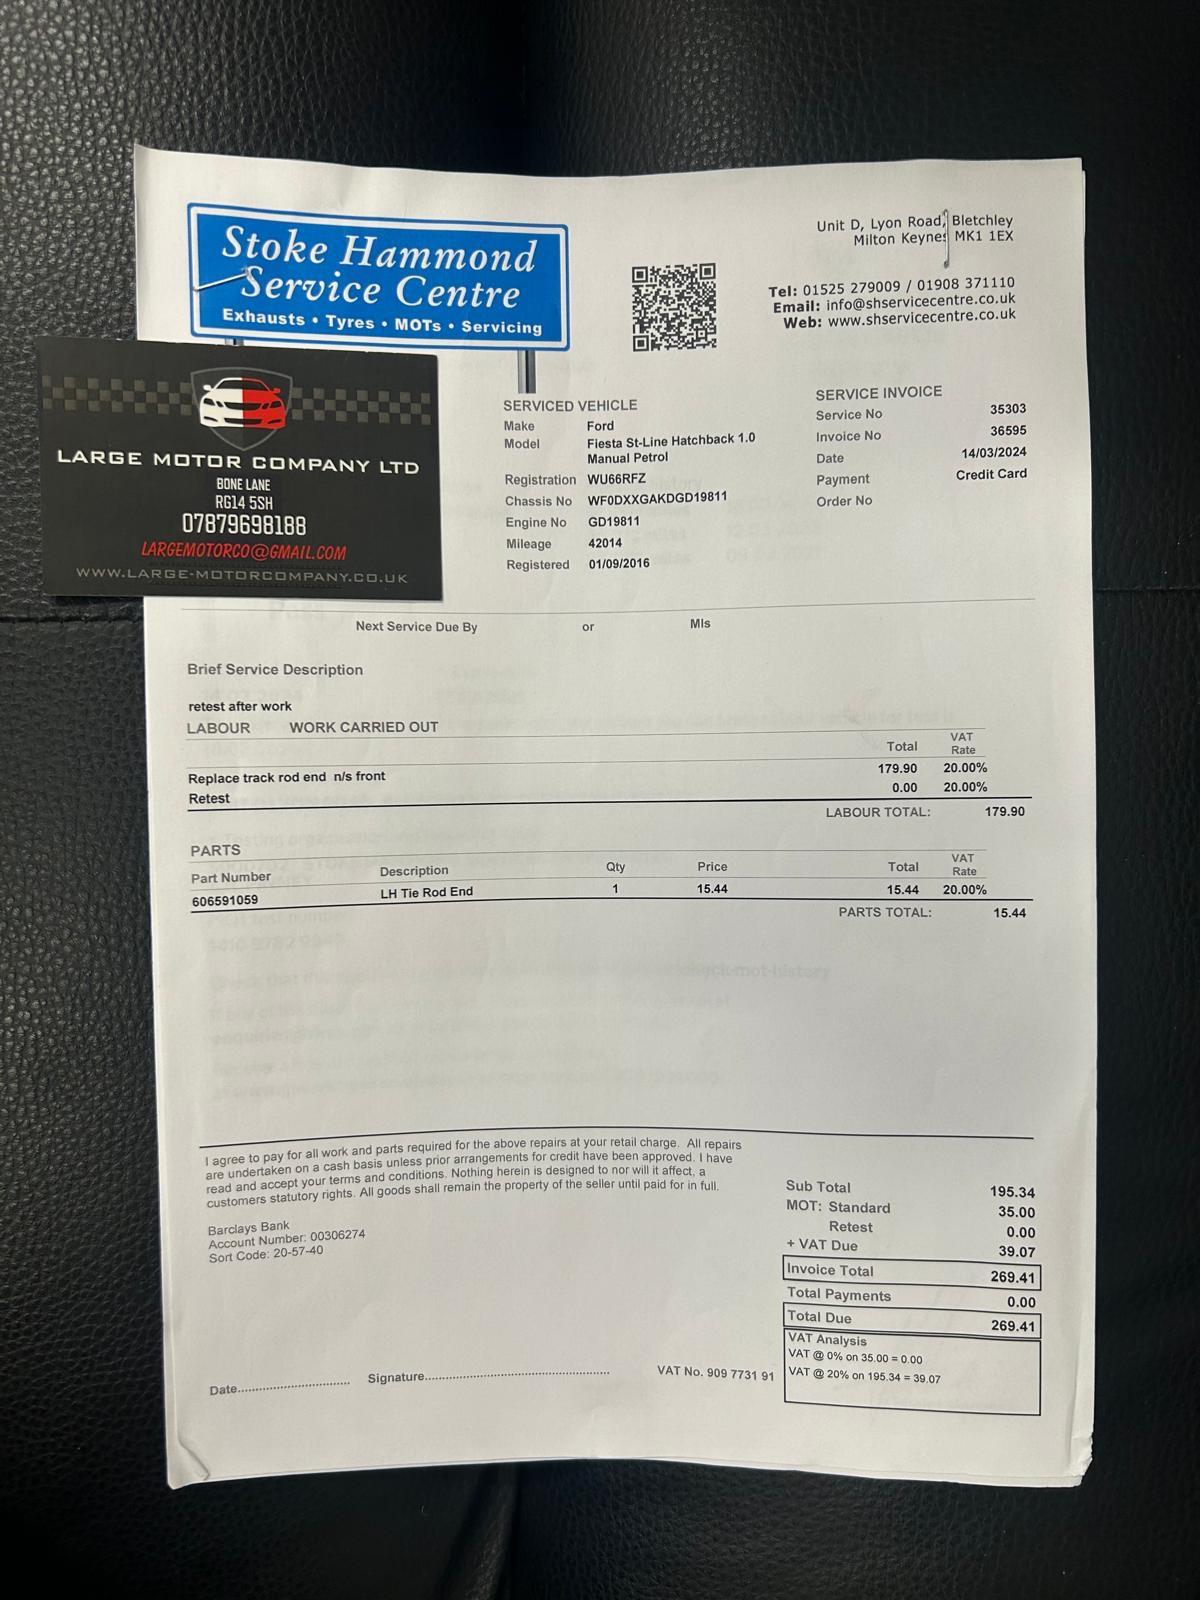 Stoke Hammond
Service Centre
Exhausts • Tyres • MOTs • Servicing
Unit D, Lyon Road, Bletchley
Milton Keynes MK1 1EX
Tel: 01525 279009 / 01908 371110
Email: info@shservicecentre.co.uk
Web: www.shservicecentre.co.uk
LARGE MOTOR COMPANY LTD
BONE LANE
RG14 5SH
07879698188
LARGEMOTORCO@GMAIL.COM
WWW.LARGE-MOTORCOMPANY.CO.UK
SERVICED VEHICLE
Make Ford
Model Fiesta St-Line Hatchback 1.0
Manual Petrol
Registration WU66RFZ
Chassis No WF0DXXGAKDGD19811
Engine No GD19811
Mileage 42014
Registered 01/09/2016
SERVICE INVOICE
Service No 35303
Invoice No 36595
Date 14/03/2024
Payment Credit Card
Order No
Next Service Due By or Mls
Brief Service Description
retest after work
LABOUR WORK CARRIED OUT
Total VAT Rate
Replace track rod end n/s front 179.90 20.00%
Retest 0.00 20.00%
LABOUR TOTAL: 179.90
PARTS
Part Number Description Qty Price Total VAT Rate
606591059 LH Tie Rod End 1 15.44 15.44 20.00%
PARTS TOTAL: 15.44
I agree to pay for all work and parts required for the above repairs at your retail charge. All repairs
are undertaken on a cash basis unless prior arrangements for credit have been approved. I have
read and accept your terms and conditions. Nothing herein is designed to nor will it affect, a
customers statutory rights. All goods shall remain the property of the seller until paid for in full.
Barclays Bank
Account Number: 00306274
Sort Code: 20-57-40
Sub Total 195.34
MOT: Standard 35.00
Retest 0.00
+ VAT Due 39.07
Invoice Total 269.41
Total Payments 0.00
Total Due 269.41
VAT Analysis
VAT @ 0% on 35.00 = 0.00
VAT @ 20% on 195.34 = 39.07
Date............................ Signature.............................................. VAT No. 909 7731 91